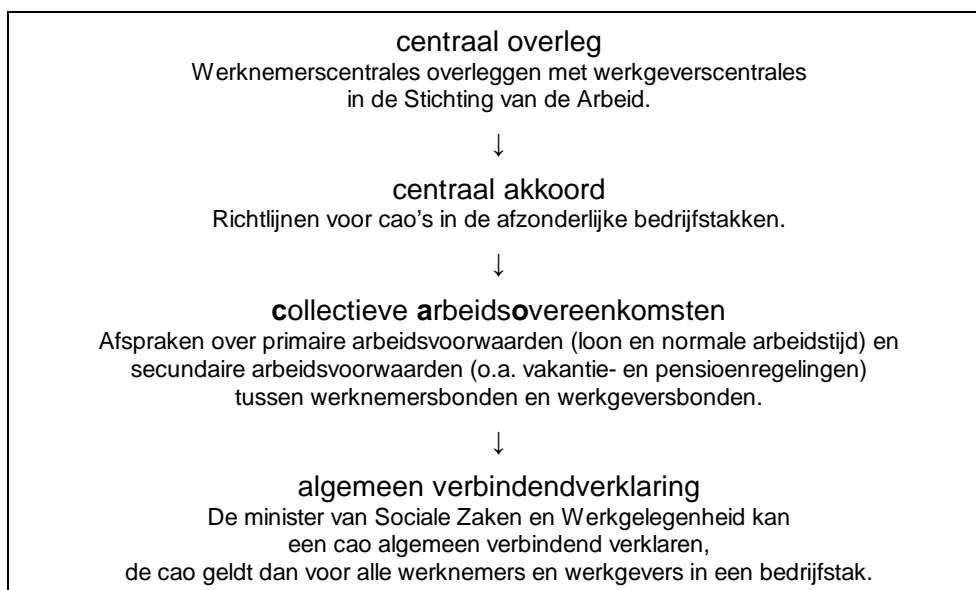 centraal overleg
Werknemerscentrales overleggen met werkgeverscentrales
in de Stichting van de Arbeid.
↓
centraal akkoord
Richtlijnen voor cao's in de afzonderlijke bedrijfstakken.
↓
collectieve arbeidsovereenkomsten
Afspraken over primaire arbeidsvoorwaarden (loon en normale arbeidstijd) en
secundaire arbeidsvoorwaarden (o.a. vakantie- en pensioenregelingen)
tussen werknemersbonden en werkgeversbonden.
↓
algemeen verbindendverklaring
De minister van Sociale Zaken en Werkgelegenheid kan
een cao algemeen verbindend verklaren,
de cao geldt dan voor alle werknemers en werkgevers in een bedrijfstak.